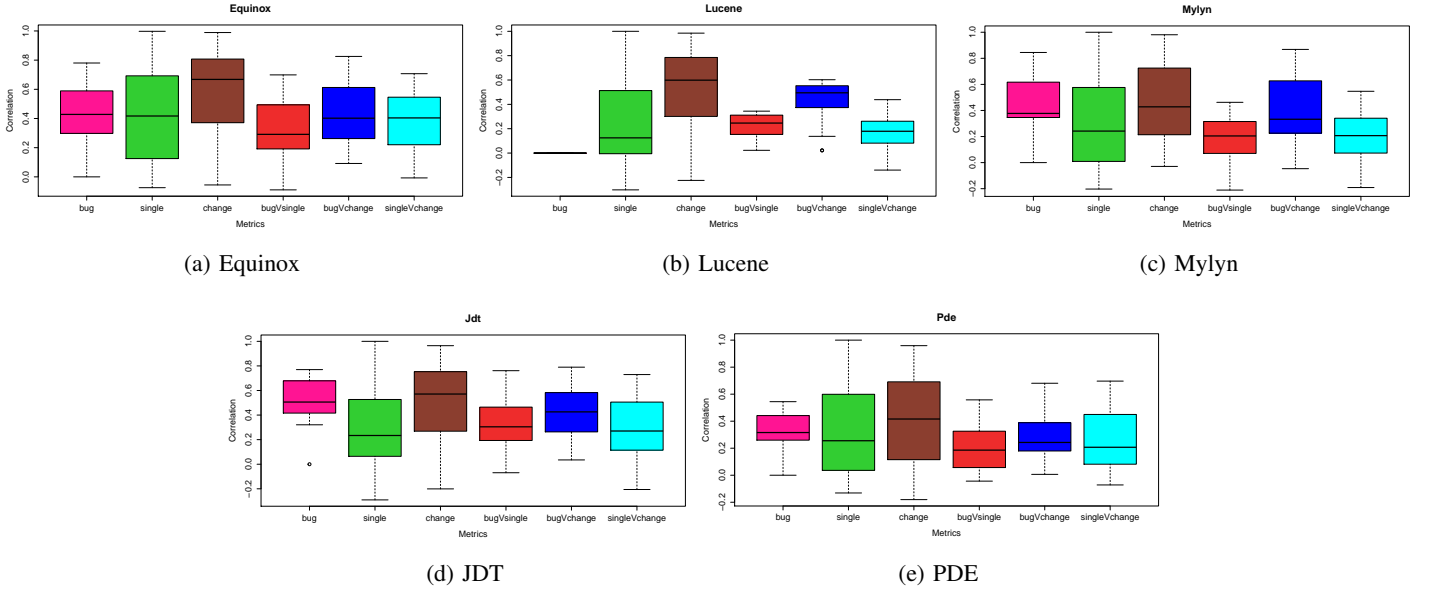 Equinox
Correlation
0.0 0.2 0.4 0.6 0.8 1.0
bug single change bugVsingle bugVchange singleVchange
Metrics
(a) Equinox
Lucene
Correlation
−0.2 0.0 0.2 0.4 0.6 0.8 1.0
bug single change bugVsingle bugVchange singleVchange
Metrics
(b) Lucene
Mylyn
Correlation
−0.2 0.0 0.2 0.4 0.6 0.8 1.0
bug single change bugVsingle bugVchange singleVchange
Metrics
(c) Mylyn
Jdt
Correlation
−0.2 0.0 0.2 0.4 0.6 0.8 1.0
bug single change bugVsingle bugVchange singleVchange
Metrics
(d) JDT
Pde
Correlation
−0.2 0.0 0.2 0.4 0.6 0.8 1.0
bug single change bugVsingle bugVchange singleVchange
Metrics
(e) PDE